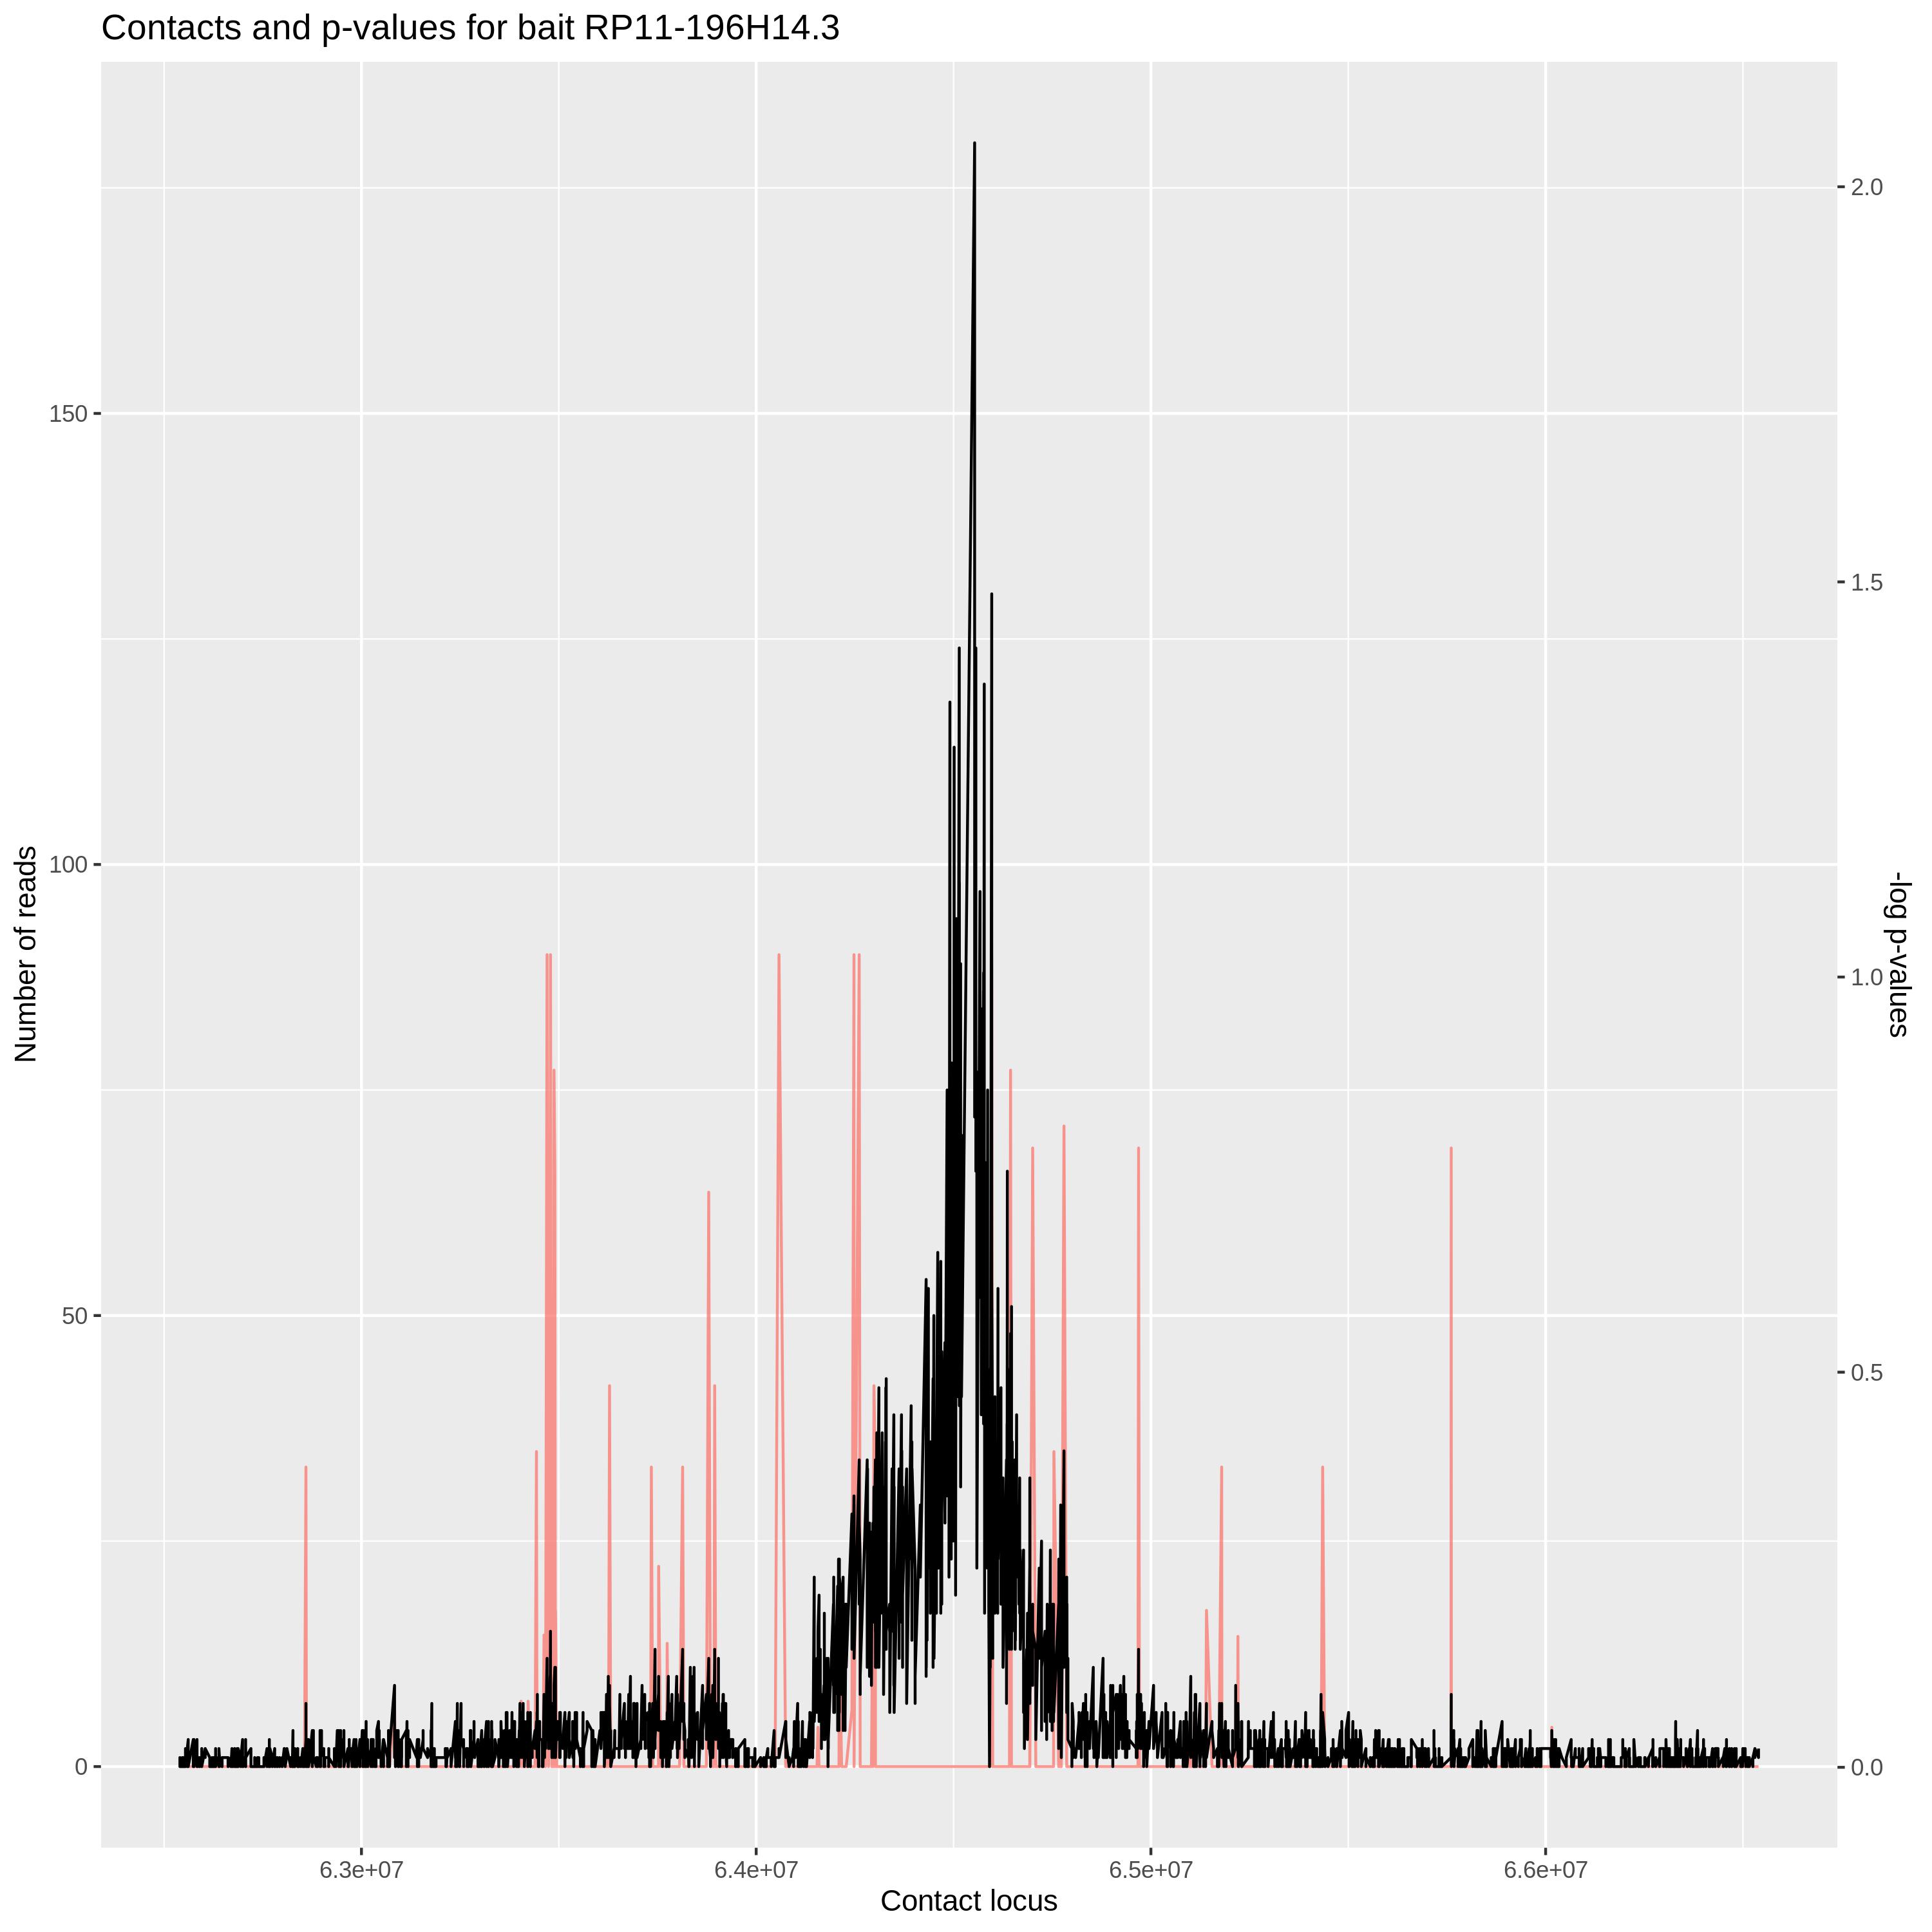 Contacts and p-values for bait RP11-196H14.3
Number of reads
150
100
50
0
2.0
1.5
1.0
0.5
0.0
-log p-values
6.3e+07
6.4e+07
6.5e+07
6.6e+07
Contact locus